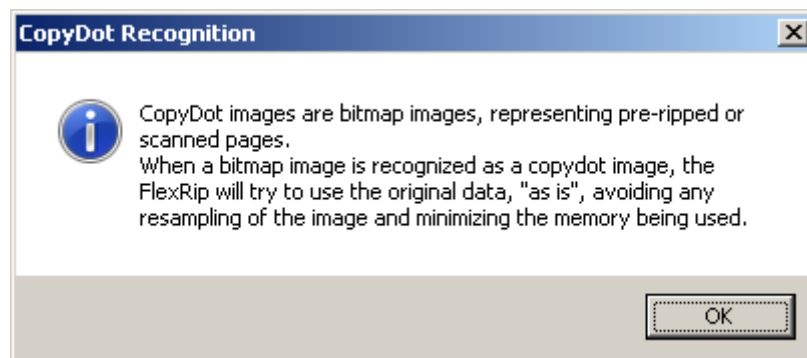 CopyDot Recognition
CopyDot images are bitmap images, representing pre-ripped or
scanned pages.
When a bitmap image is recognized as a copydot image, the
FlexRip will try to use the original data, "as is", avoiding any
resampling of the image and minimizing the memory being used.
OK